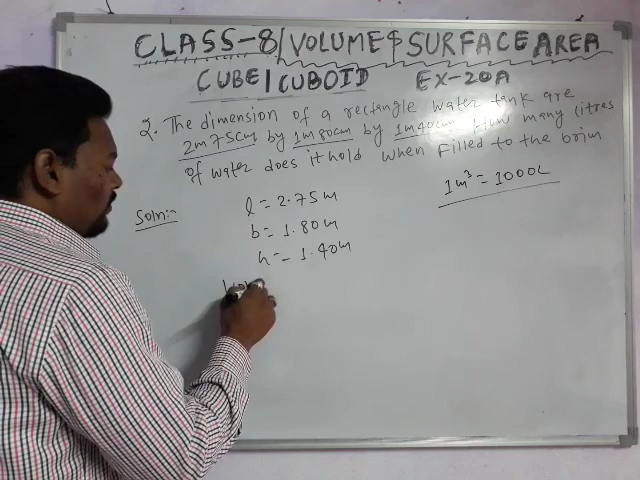 CLASS-8/VOLUME & SURFACE AREA
CUBE/CUBOID EX-20A
2. The dimension of a rectangle water tank are
2m 75cm by 1m 80cm by 1m 40cm. How many litres
of water does it hold when filled to the brim
1m³ = 1000L
Soln:-
l = 2.75m
b = 1.80m
h = 1.40m